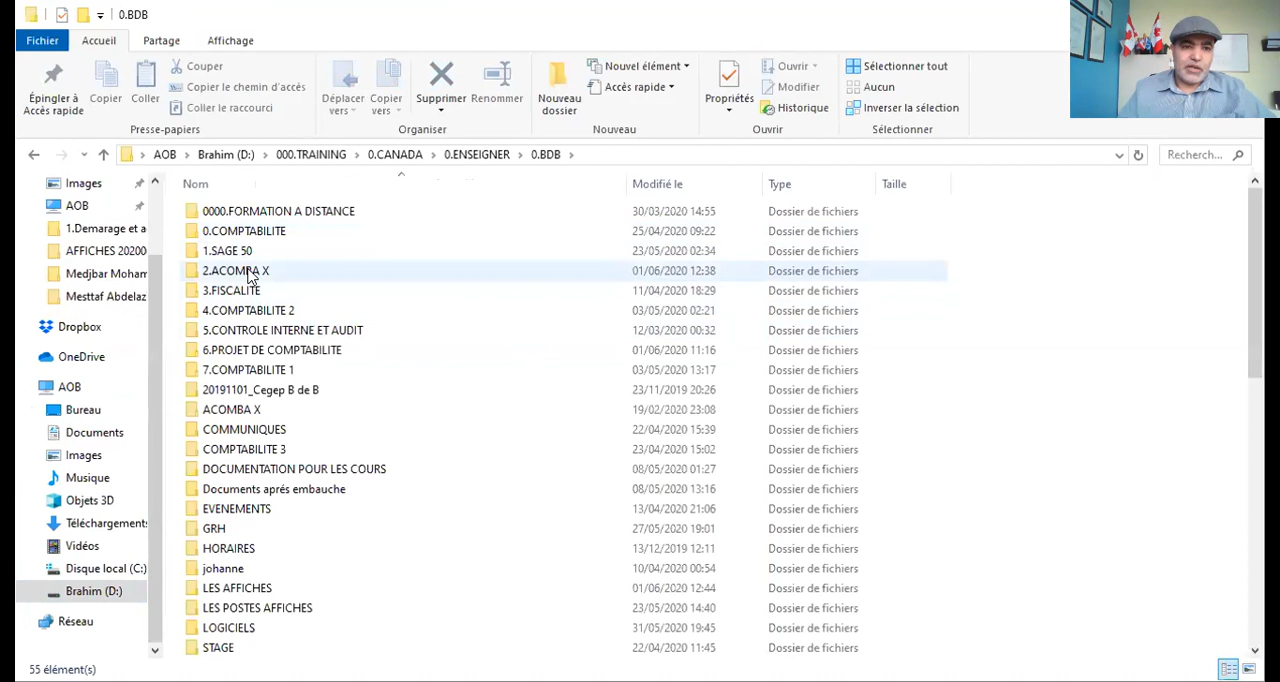 0.BDB
Fichier Accueil Partage Affichage
Épingler à Accès rapide
Copier
Coller
Couper
Copier le chemin d'accès
Coller le raccourci
Presse-papiers
Déplacer vers
Copier vers
Supprimer
Renommer
Organiser
Nouveau dossier
Nouvel élément
Accès rapide
Nouveau
Propriétés
Ouvrir
Modifier
Historique
Ouvrir
Sélectionner tout
Aucun
Inverser la sélection
Sélectionner
AOB > Brahim (D:) > 000.TRAINING > 0.CANADA > 0.ENSEIGNER > 0.BDB >
Recherch...
Images
AOB
1.Demarage et a
AFFICHES 20200
Medjbar Moham
Mesttaf Abdelaz
Dropbox
OneDrive
AOB
Bureau
Documents
Images
Musique
Objets 3D
Téléchargements
Vidéos
Disque local (C:)
Brahim (D:)
Réseau
Nom Modifié le Type Taille
0000.FORMATION A DISTANCE 30/03/2020 14:55 Dossier de fichiers
0.COMPTABILITE 25/04/2020 09:22 Dossier de fichiers
1.SAGE 50 23/05/2020 02:34 Dossier de fichiers
2.ACOMBA X 01/06/2020 12:38 Dossier de fichiers
3.FISCALITE 11/04/2020 18:29 Dossier de fichiers
4.COMPTABILITE 2 03/05/2020 02:21 Dossier de fichiers
5.CONTROLE INTERNE ET AUDIT 12/03/2020 00:32 Dossier de fichiers
6.PROJET DE COMPTABILITE 01/06/2020 11:16 Dossier de fichiers
7.COMPTABILITE 1 03/05/2020 13:17 Dossier de fichiers
20191101_Cegep B de B 23/11/2019 20:26 Dossier de fichiers
ACOMBA X 19/02/2020 23:08 Dossier de fichiers
COMMUNIQUES 22/04/2020 15:39 Dossier de fichiers
COMPTABILITE 3 23/04/2020 15:02 Dossier de fichiers
DOCUMENTATION POUR LES COURS 08/05/2020 01:27 Dossier de fichiers
Documents aprés embauche 08/05/2020 13:16 Dossier de fichiers
EVENEMENTS 13/04/2020 21:06 Dossier de fichiers
GRH 27/05/2020 19:01 Dossier de fichiers
HORAIRES 13/12/2019 12:11 Dossier de fichiers
johanne 10/04/2020 00:54 Dossier de fichiers
LES AFFICHES 01/06/2020 12:44 Dossier de fichiers
LES POSTES AFFICHES 23/05/2020 14:40 Dossier de fichiers
LOGICIELS 31/05/2020 19:45 Dossier de fichiers
STAGE 22/04/2020 11:45 Dossier de fichiers
55 élément(s)